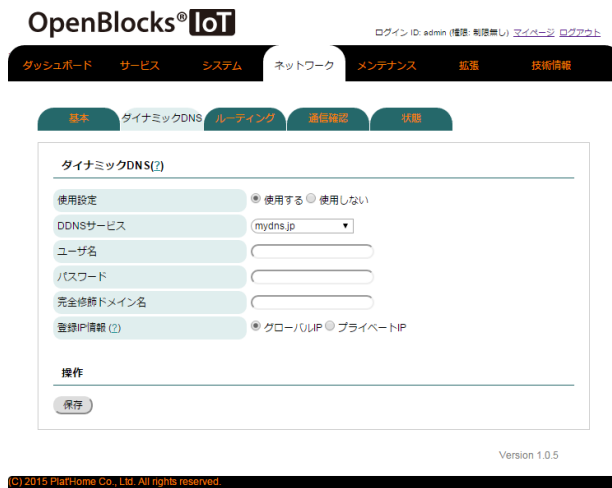 OpenBlocks® IoT
ログイン ID: admin (権限: 制限無し) マイページ ログアウト
ダッシュボード サービス システム ネットワーク メンテナンス 拡張 技術情報
基本 ダイナミックDNS ルーティング 通信確認 状態
ダイナミックDNS(?)
使用設定 使用する 使用しない
DDNSサービス mydns.jp
ユーザ名
パスワード
完全修飾ドメイン名
登録IP情報 (?) グローバルIP プライベートIP
操作
保存
Version 1.0.5
(C) 2015 Plat'Home Co., Ltd. All rights reserved.